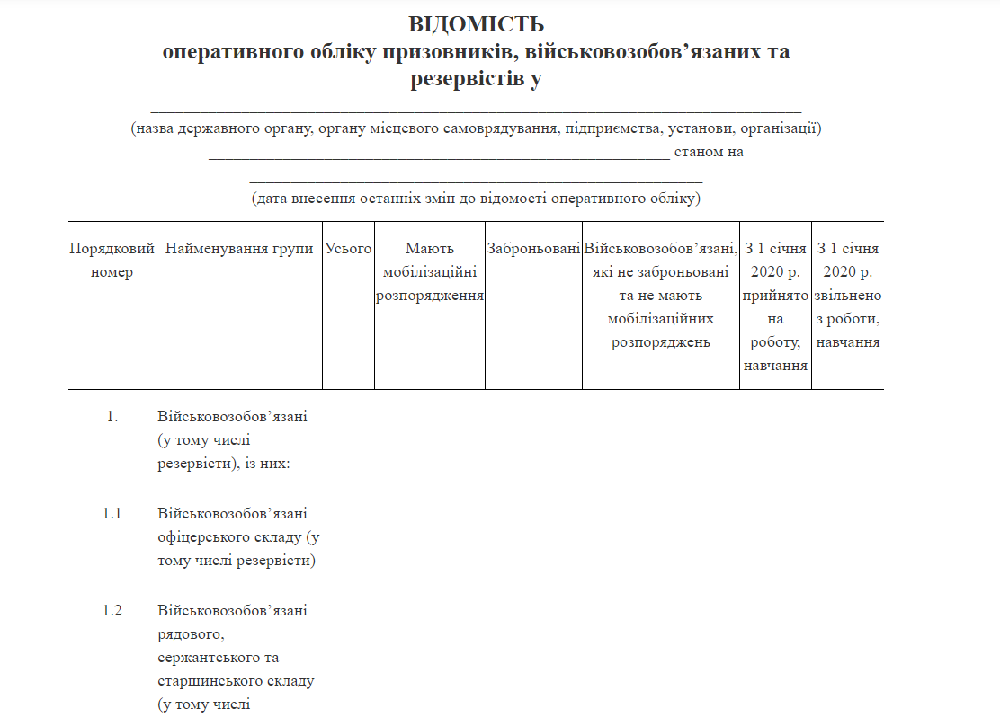 ВІДОМІСТЬ
оперативного обліку призовників, військовозобов’язаних та
резервістів у
(назва державного органу, органу місцевого самоврядування, підприємства, установи, організації)
станом на
(дата внесення останніх змін до відомості оперативного обліку)
Порядковий
номер
Найменування групи
Усього
Мають
мобілізаційні
розпорядження
Заброньовані
Військовозобов’язані,
які не заброньовані
та не мають
мобілізаційних
розпоряджень
З 1 січня
2020 р.
прийнято
на
роботу,
навчання
З 1 січня
2020 р.
звільнено
з роботи,
навчання
1.
Військовозобов’язані
(у тому числі
резервісти), із них:
1.1
Військовозобов’язані
офіцерського складу (у
тому числі резервісти)
1.2
Військовозобов’язані
рядового,
сержантського та
старшинського складу
(у тому числі